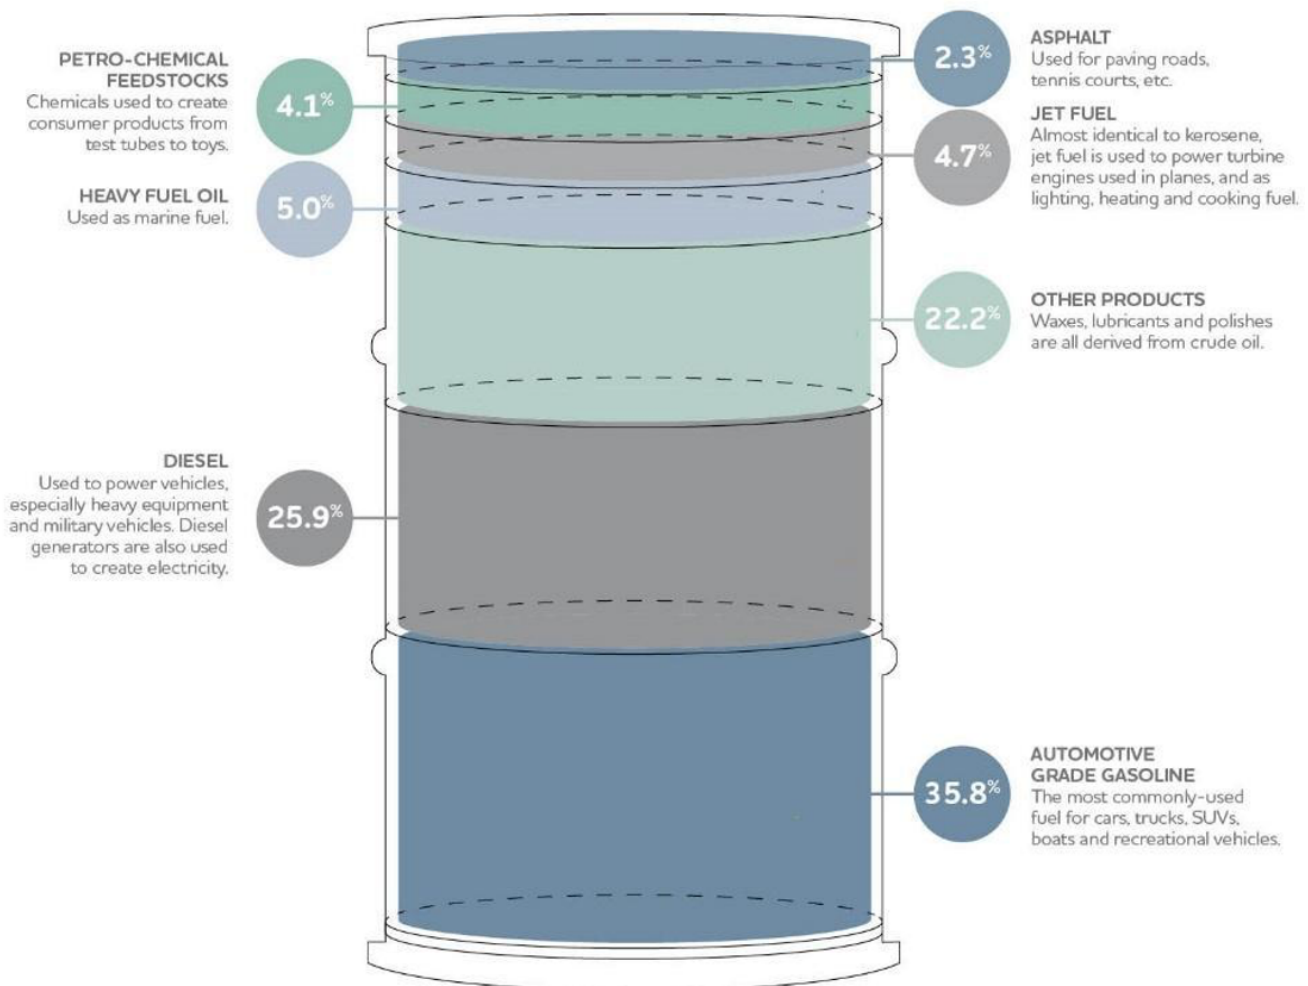 PETRO-CHEMICAL
FEEDSTOCKS
Chemicals used to create
consumer products from
test tubes to toys.
4.1%
HEAVY FUEL OIL
Used as marine fuel.
5.0%
DIESEL
Used to power vehicles,
especially heavy equipment
and military vehicles. Diesel
generators are also used
to create electricity.
25.9%
2.3%
ASPHALT
Used for paving roads,
tennis courts, etc.
4.7%
JET FUEL
Almost identical to kerosene,
jet fuel is used to power turbine
engines used in planes, and as
lighting, heating and cooking fuel.
22.2%
OTHER PRODUCTS
Waxes, lubricants and polishes
are all derived from crude oil.
35.8%
AUTOMOTIVE
GRADE GASOLINE
The most commonly-used
fuel for cars, trucks, SUVs,
boats and recreational vehicles.